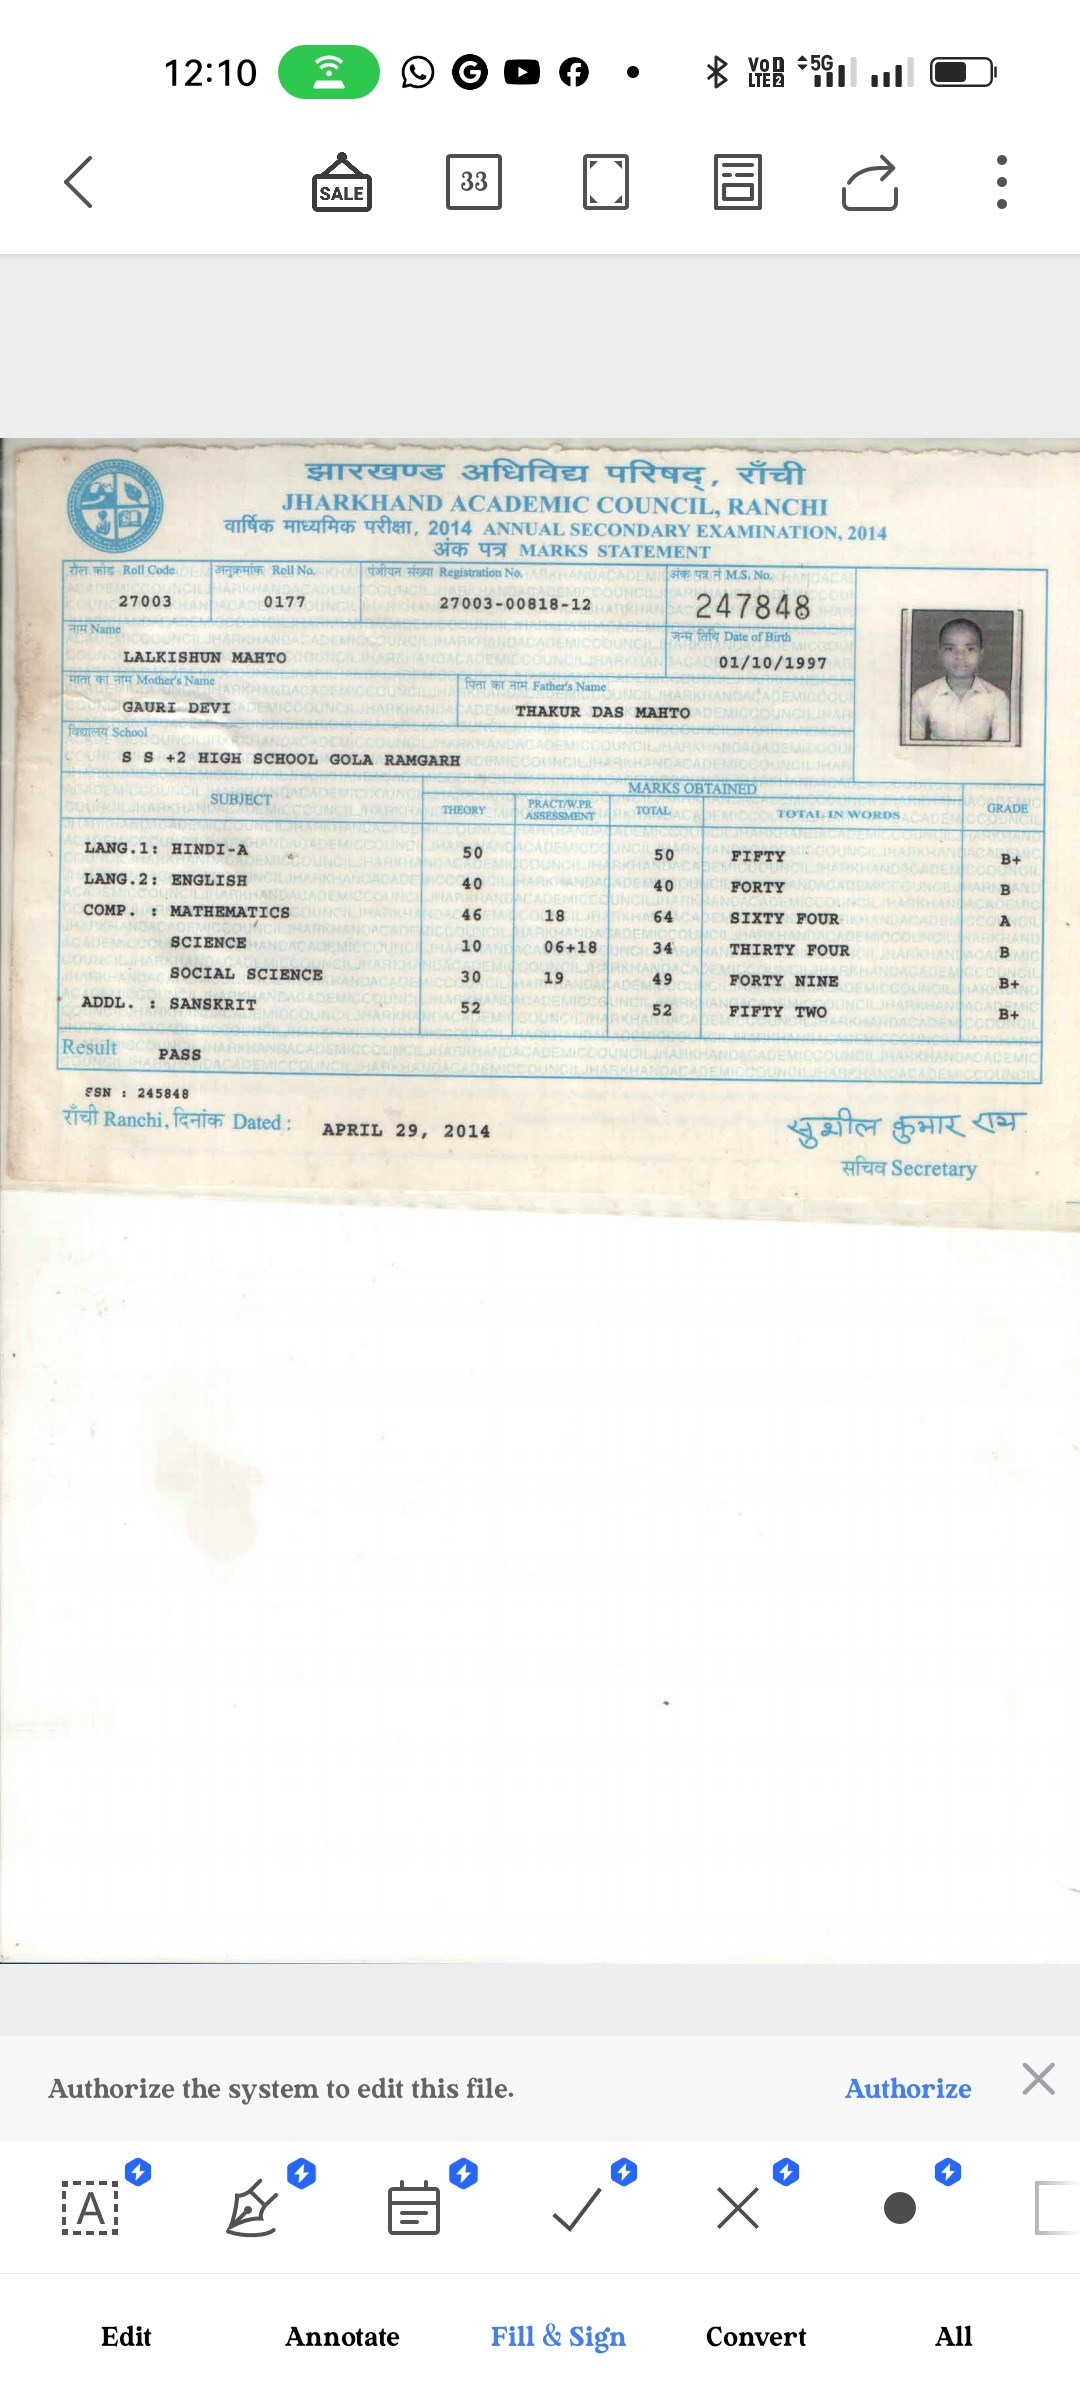 12:10
VoD LTE2 5G
SALE
33
झारखण्ड अधिविद्य परिषद्, राँची
JHARKHAND ACADEMIC COUNCIL, RANCHI
वार्षिक माध्यमिक परीक्षा, 2014 ANNUAL SECONDARY EXAMINATION, 2014
अंक पत्र MARKS STATEMENT
रोल कोड Roll Code अनुक्रमांक Roll No. पंजीयन संख्या Registration No. अंक पत्र नं M.S. No.
27003 0177 27003-00818-12 247848
नाम Name जन्म तिथि Date of Birth
LALKISHUN MAHTO 01/10/1997
माता का नाम Mother's Name पिता का नाम Father's Name
GAURI DEVI THAKUR DAS MAHTO
विद्यालय School
S S +2 HIGH SCHOOL GOLA RAMGARH
SUBJECT MARKS OBTAINED GRADE
THEORY PRACT/W.PR ASSESSMENT TOTAL TOTAL IN WORDS
LANG.1: HINDI-A 50 50 FIFTY B+
LANG.2: ENGLISH 40 40 FORTY B
COMP. : MATHEMATICS 46 18 64 SIXTY FOUR A
SCIENCE 10 06+18 34 THIRTY FOUR B
SOCIAL SCIENCE 30 19 49 FORTY NINE B+
ADDL. : SANSKRIT 52 52 FIFTY TWO B+
Result PASS
FSN : 245848
राँची Ranchi, दिनांक Dated : APRIL 29, 2014
सुशील कुमार राय
सचिव Secretary
Authorize the system to edit this file.
Authorize
A
Edit Annotate Fill & Sign Convert All